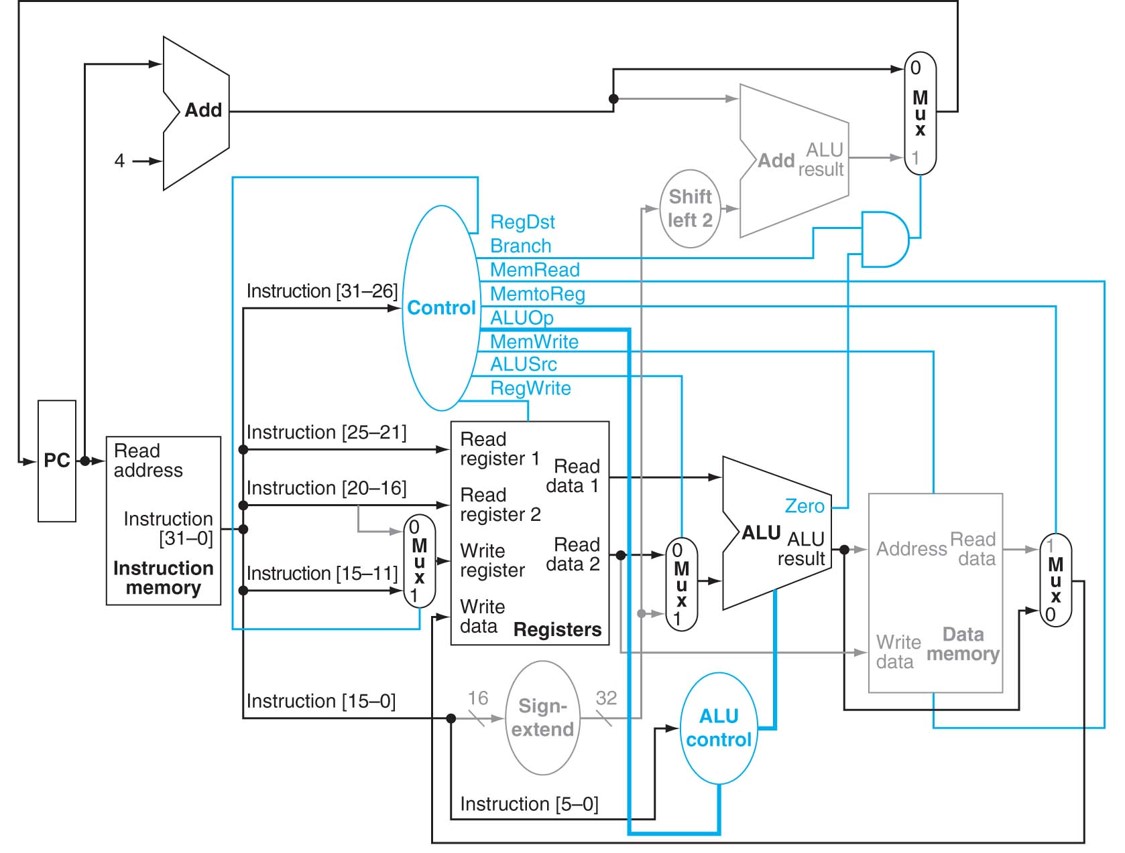 0
M
u
x
1
Add
4
Add
ALU
result
Shift
left 2
RegDst
Branch
MemRead
MemtoReg
ALUOp
MemWrite
ALUSrc
RegWrite
Control
Instruction [31–26]
Instruction [25–21]
Instruction [20–16]
Instruction [15–11]
Instruction [15–0]
Instruction [5–0]
PC
Read
address
Instruction
[31–0]
Instruction
memory
0
M
u
x
1
Read
register 1
Read
register 2
Write
register
Write
data
Read
data 1
Read
data 2
Registers
0
M
u
x
1
Zero
ALU
ALU
result
Address
Read
data
Write
data
Data
memory
1
M
u
x
0
16
Sign-
extend
32
ALU
control